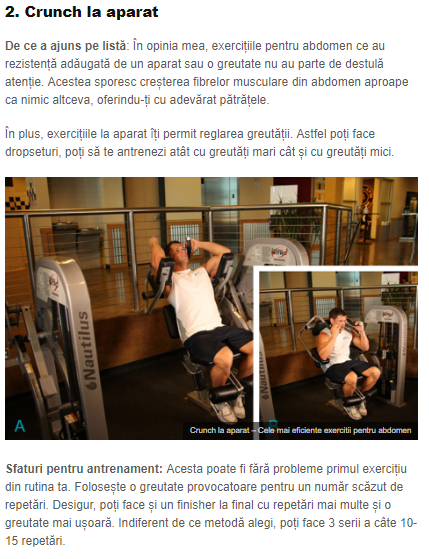 2. Crunch la aparat
De ce a ajuns pe listă: În opinia mea, exercițiile pentru abdomen ce au
rezistență adăugată de un aparat sau o greutate nu au parte de destulă
atenție. Acestea sporesc creșterea fibrelor musculare din abdomen aproape
ca nimic altceva, oferindu-ți cu adevărat pătrățele.
În plus, exercițiile la aparat îți permit reglarea greutății. Astfel poți face
dropseturi, poți să te antrenezi atât cu greutăți mari cât și cu greutăți mici.
Nautilus
A
Crunch la aparat – Cele mai eficiente exercitii pentru abdomen
Sfaturi pentru antrenament: Acesta poate fi fără probleme primul exercițiu
din rutina ta. Folosește o greutate provocatoare pentru un număr scăzut de
repetări. Desigur, poți face și un finisher la final cu repetări mai multe și o
greutate mai ușoară. Indiferent de ce metodă alegi, poți face 3 serii a câte 10-
15 repetări.